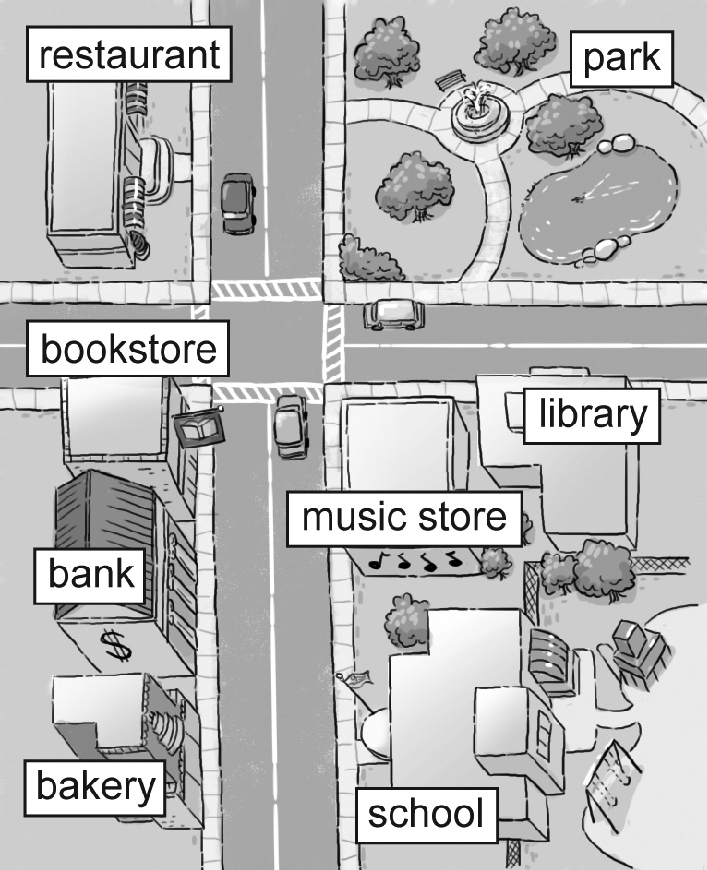 restaurant
park
bookstore
library
music store
bank
$
bakery
school